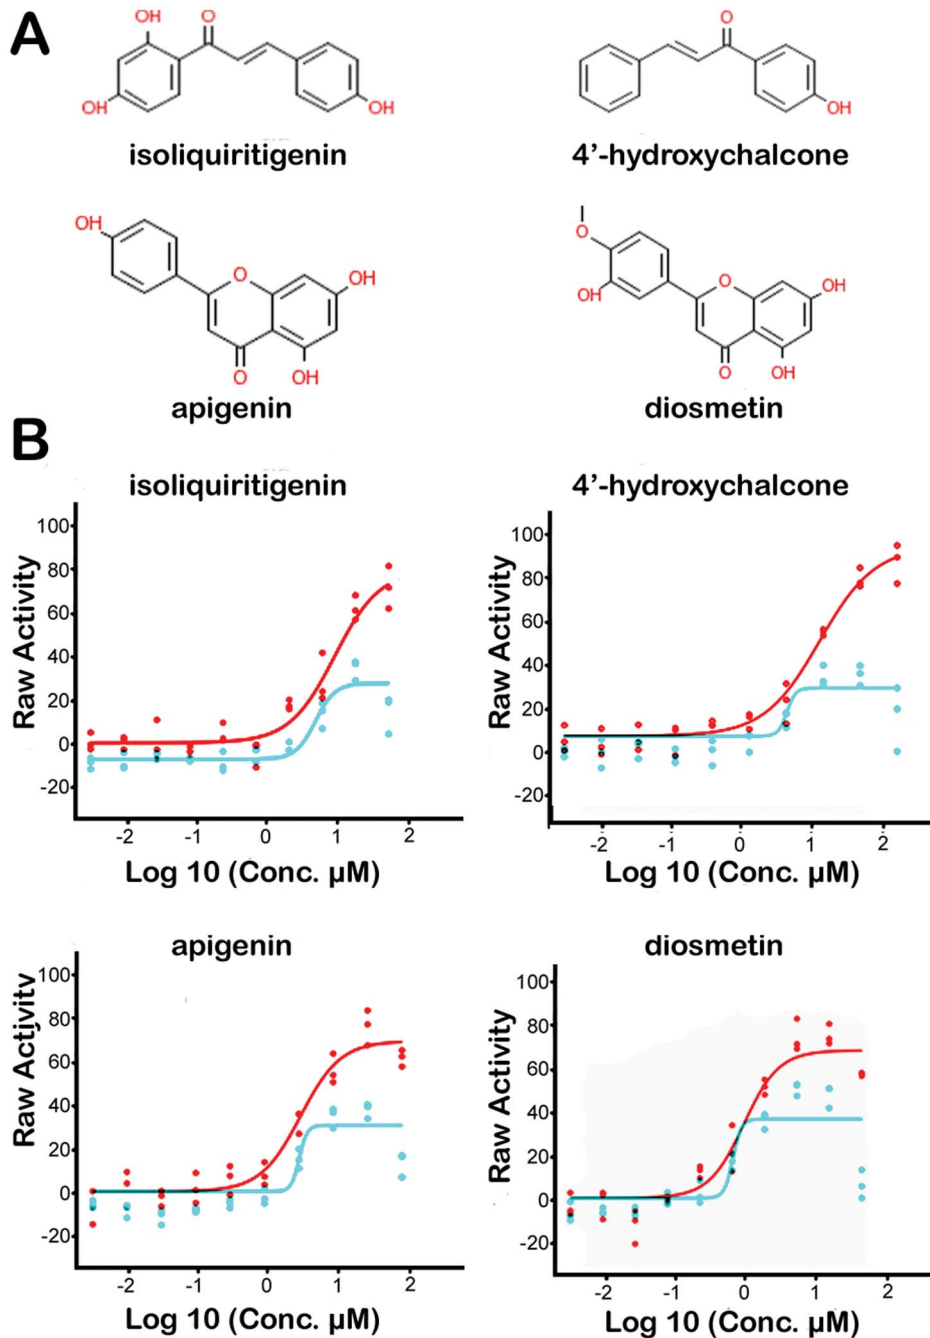 A
OH
O
OH
OH
isoliquiritigenin
O
OH
4’-hydroxychalcone
OH
O
OH
O
OH
apigenin
O
OH
O
OH
O
OH
diosmetin
B
isoliquiritigenin
100
80
60
40
20
0
-20
Raw Activity
-2 -1 0 1 2
Log 10 (Conc. µM)
4’-hydroxychalcone
100
80
60
40
20
0
-20
Raw Activity
-2 -1 0 1 2
Log 10 (Conc. µM)
apigenin
100
80
60
40
20
0
-20
Raw Activity
-2 -1 0 1 2
Log 10 (Conc. µM)
diosmetin
100
80
60
40
20
0
-20
Raw Activity
-2 -1 0 1 2
Log 10 (Conc. µM)